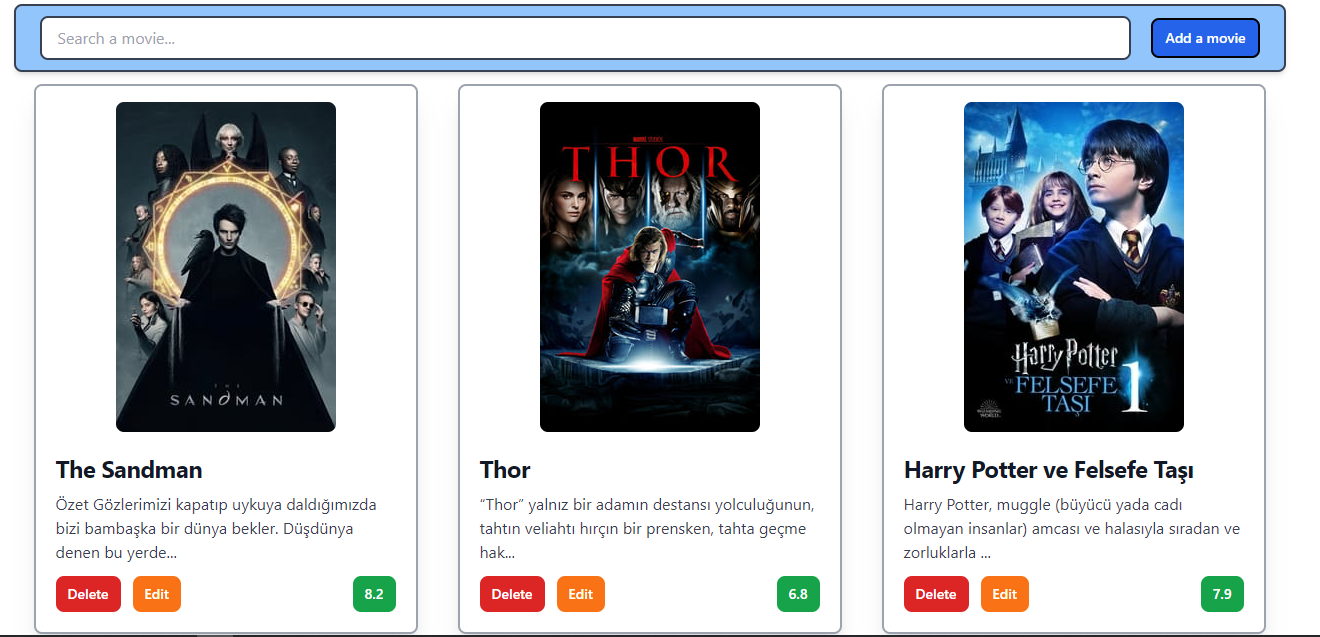 Search a movie...
Add a movie
THE
SANDMAN
MARVEL STUDIOS
THOR
Harry Potter
VE FELSEFE
TAŞI
1
WIZARDING
WORLD
The Sandman
Özet Gözlerimizi kapatıp uykuya daldığımızda
bizi bambaşka bir dünya bekler. Düşdünya
denen bu yerde...
Delete
Edit
8.2
Thor
“Thor” yalnız bir adamın destansı yolculuğunun,
tahtın veliahtı hırçın bir prensken, tahta geçme
hak...
Delete
Edit
6.8
Harry Potter ve Felsefe Taşı
Harry Potter, muggle (büyücü yada cadı
olmayan insanlar) amcası ve halasıyla sıradan ve
zorluklarla ...
Delete
Edit
7.9